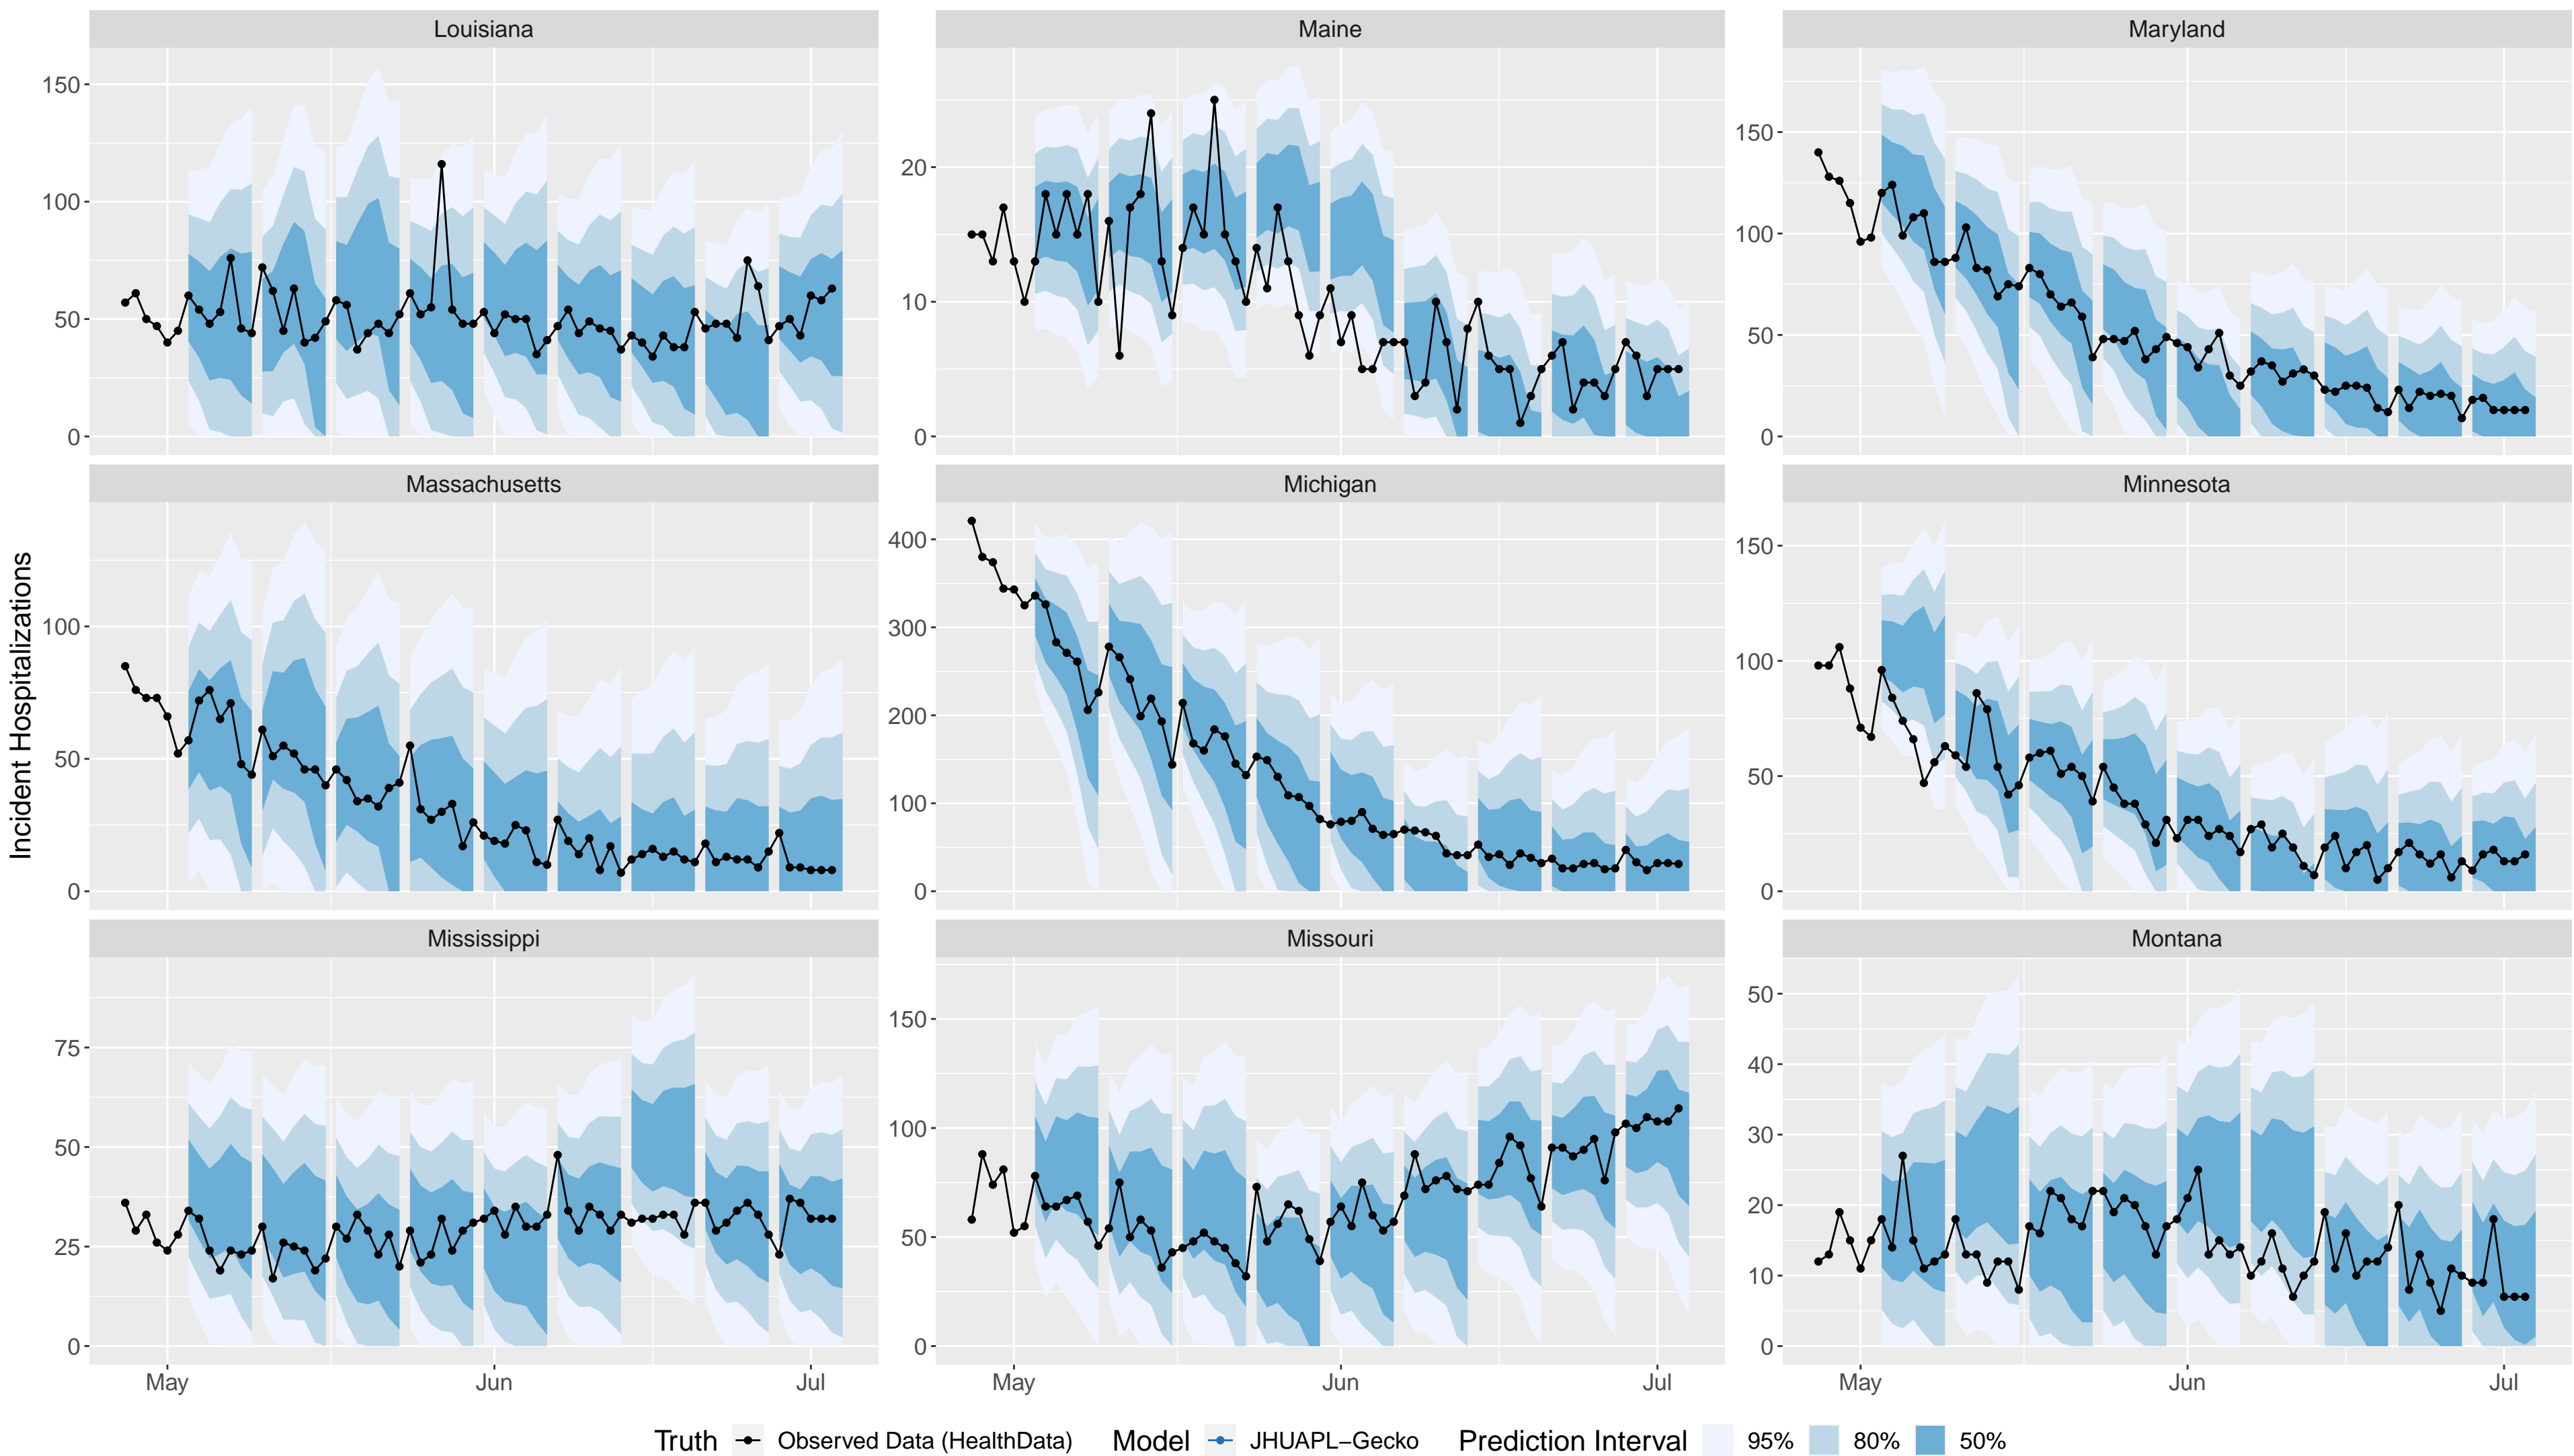 Louisiana Maine Maryland
150 20 150
100 10 100
50 0 50
0 0
Massachusetts Michigan Minnesota
100 400 150
50 300 100
0 200 50
100 0
0
Incident Hospitalizations
Mississippi Missouri Montana
75 150 50
50 100 40
25 50 30
0 0 20
10
0
May Jun Jul May Jun Jul May Jun Jul
Truth Observed Data (HealthData) Model JHUAPL−Gecko Prediction Interval 95% 80% 50%